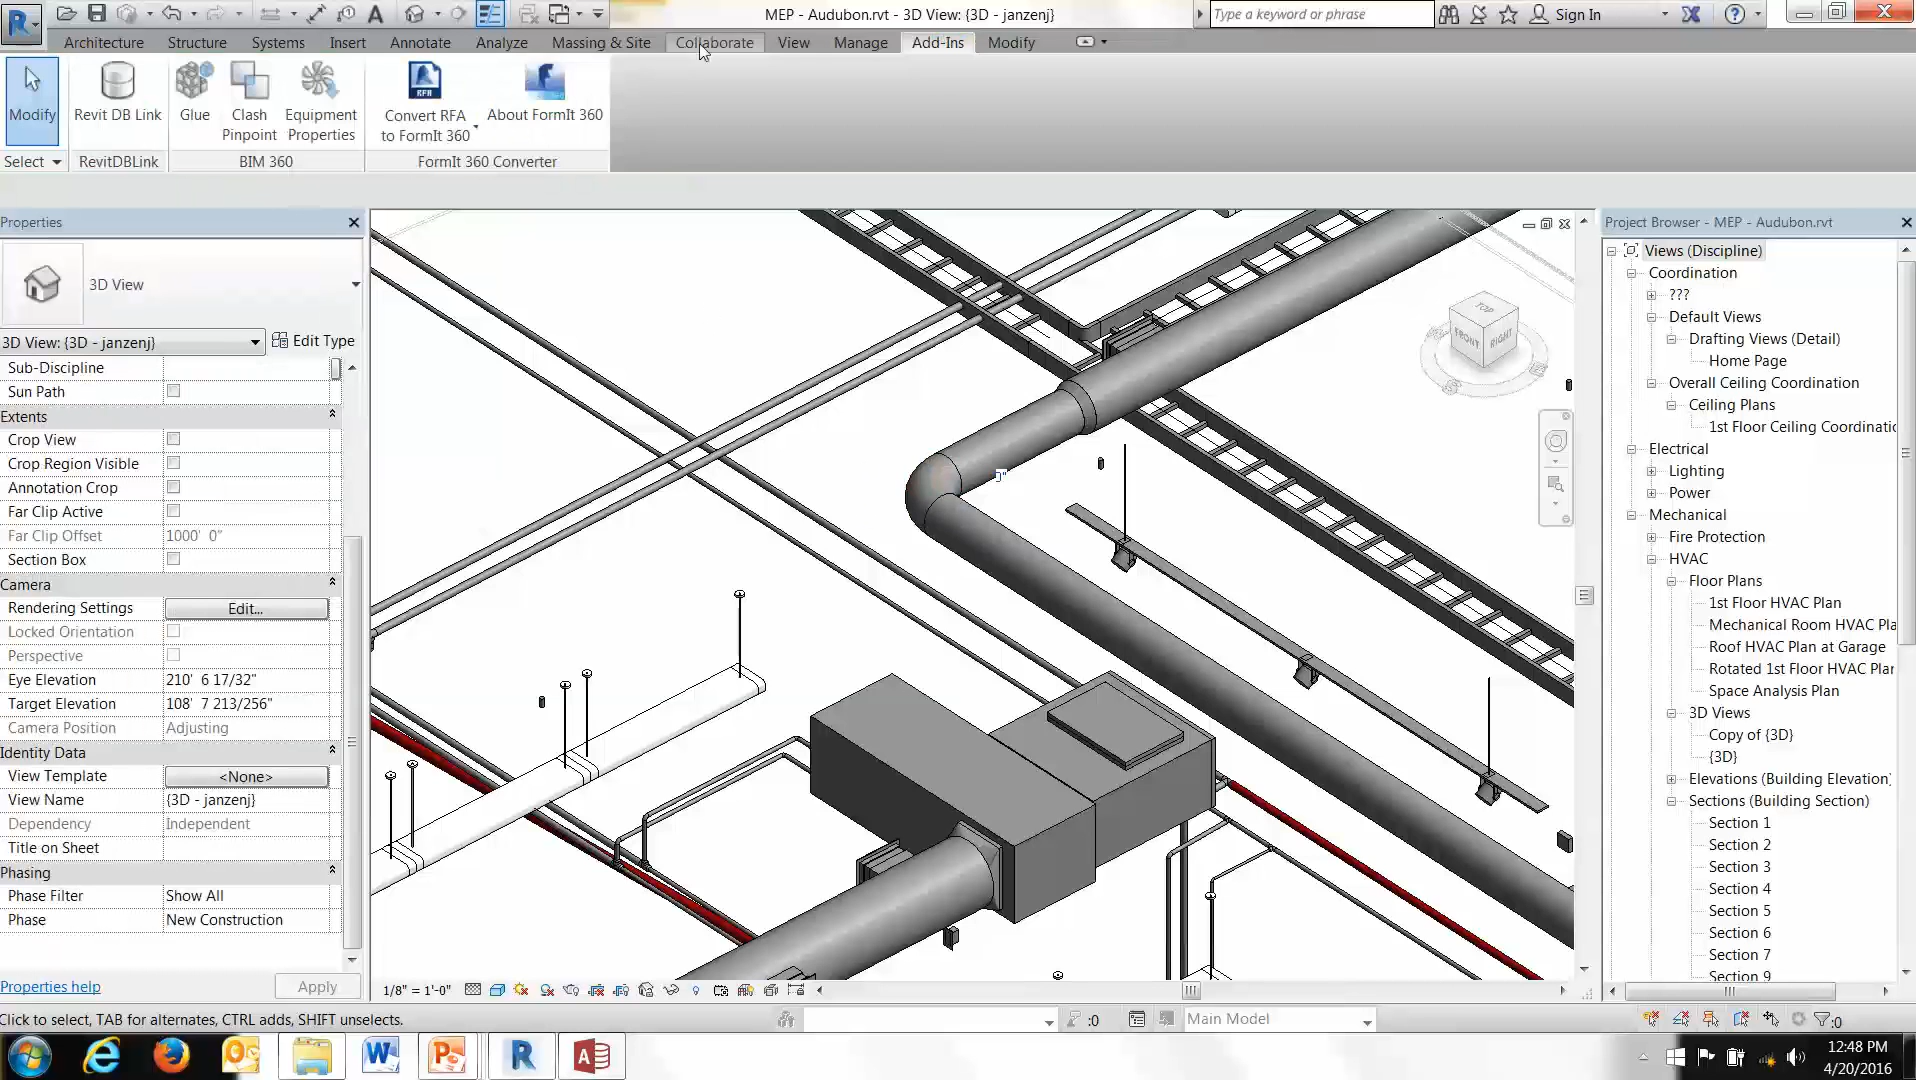 MEP - Audubon.rvt - 3D View: {3D - janzenj}
Type a keyword or phrase
Sign In
Architecture Structure Systems Insert Annotate Analyze Massing & Site Collaborate View Manage Add-Ins Modify
Modify
Revit DB Link
Glue
Clash Pinpoint
Equipment Properties
Convert RFA to FormIt 360
About FormIt 360
Select RevitDBLink BIM 360 FormIt 360 Converter
Properties
3D View
3D View: {3D - janzenj}
Edit Type
Sub-Discipline
Sun Path
Extents
Crop View
Crop Region Visible
Annotation Crop
Far Clip Active
Far Clip Offset 1000' 0"
Section Box
Camera
Rendering Settings Edit...
Locked Orientation
Perspective
Eye Elevation 210' 6 17/32"
Target Elevation 108' 7 213/256"
Camera Position Adjusting
Identity Data
View Template <None>
View Name {3D - janzenj}
Dependency Independent
Title on Sheet
Phasing
Phase Filter Show All
Phase New Construction
Properties help
Apply
TOP
FRONT
RIGHT
1/8" = 1'-0"
Project Browser - MEP - Audubon.rvt
Views (Discipline)
Coordination
???
Default Views
Drafting Views (Detail)
Home Page
Overall Ceiling Coordination
Ceiling Plans
1st Floor Ceiling Coordinatic
Electrical
Lighting
Power
Mechanical
Fire Protection
HVAC
Floor Plans
1st Floor HVAC Plan
Mechanical Room HVAC Pla
Roof HVAC Plan at Garage
Rotated 1st Floor HVAC Plan
Space Analysis Plan
3D Views
Copy of {3D}
{3D}
Elevations (Building Elevation)
Sections (Building Section)
Section 1
Section 2
Section 3
Section 4
Section 5
Section 6
Section 7
Section 9
Click to select, TAB for alternates, CTRL adds, SHIFT unselects.
:0
Main Model
:0
12:48 PM
4/20/2016